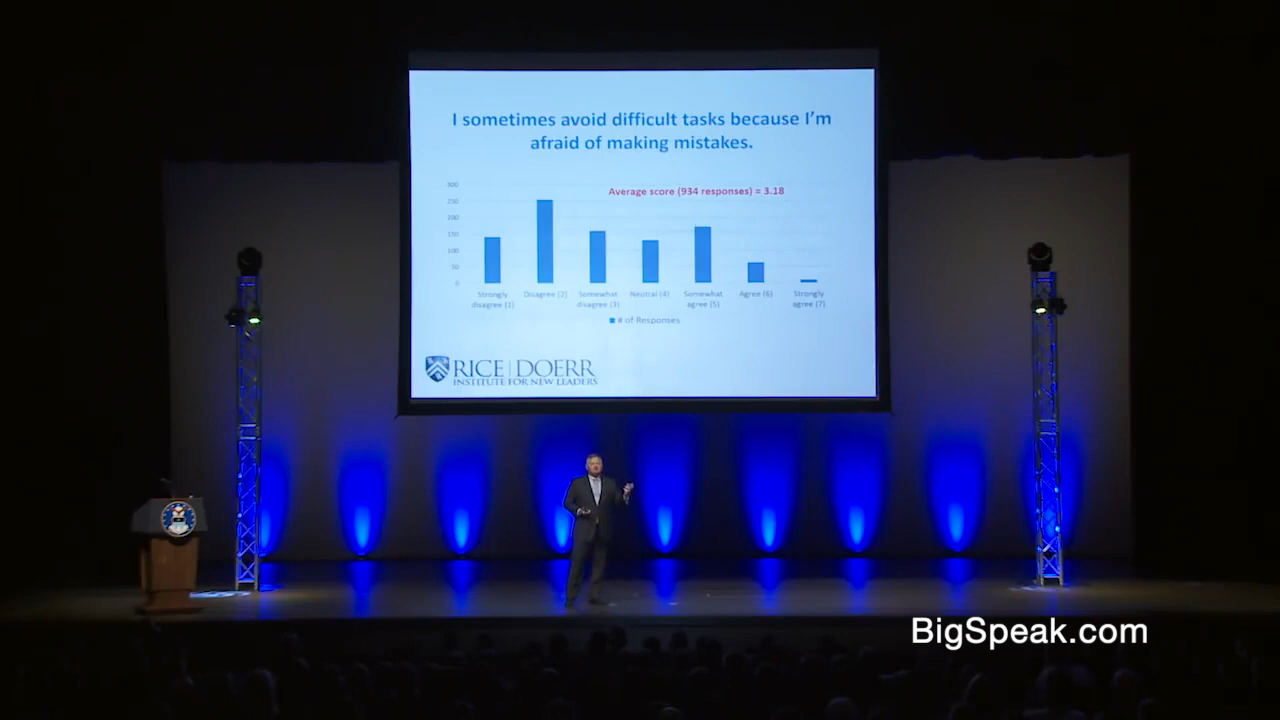 I sometimes avoid difficult tasks because I'm
afraid of making mistakes.
Average score (934 responses) = 3.18
300
250
200
150
100
50
0
Strongly
disagree (1)
Disagree (2)
Somewhat
disagree (3)
Neutral (4)
Somewhat
agree (5)
Agree (6)
Strongly
agree (7)
# of Responses
RICE | DOERR
INSTITUTE FOR NEW LEADERS
BigSpeak.com